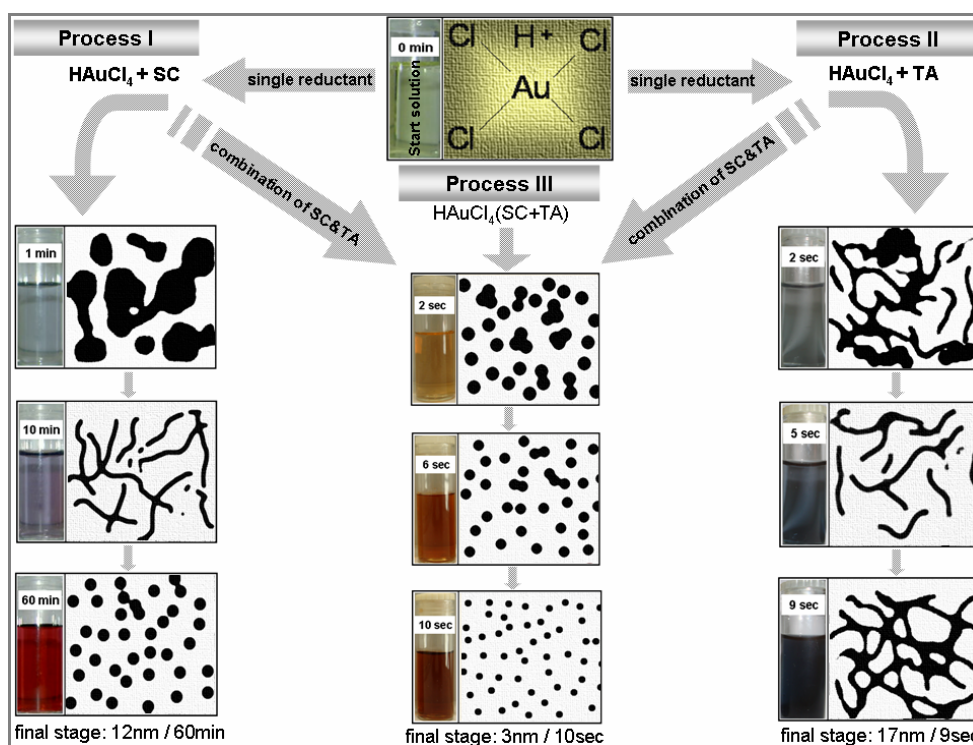 Process I
HAuCl₄ + SC
single reductant
0 min
Start solution
Cl H⁺ Cl
Au
Cl Cl
single reductant
Process II
HAuCl₄ + TA
combination of SC&TA
Process III
HAuCl₄(SC+TA)
combination of SC&TA
1 min
10 min
60 min
final stage: 12nm / 60min
2 sec
6 sec
10 sec
final stage: 3nm / 10sec
2 sec
5 sec
9 sec
final stage: 17nm / 9sec